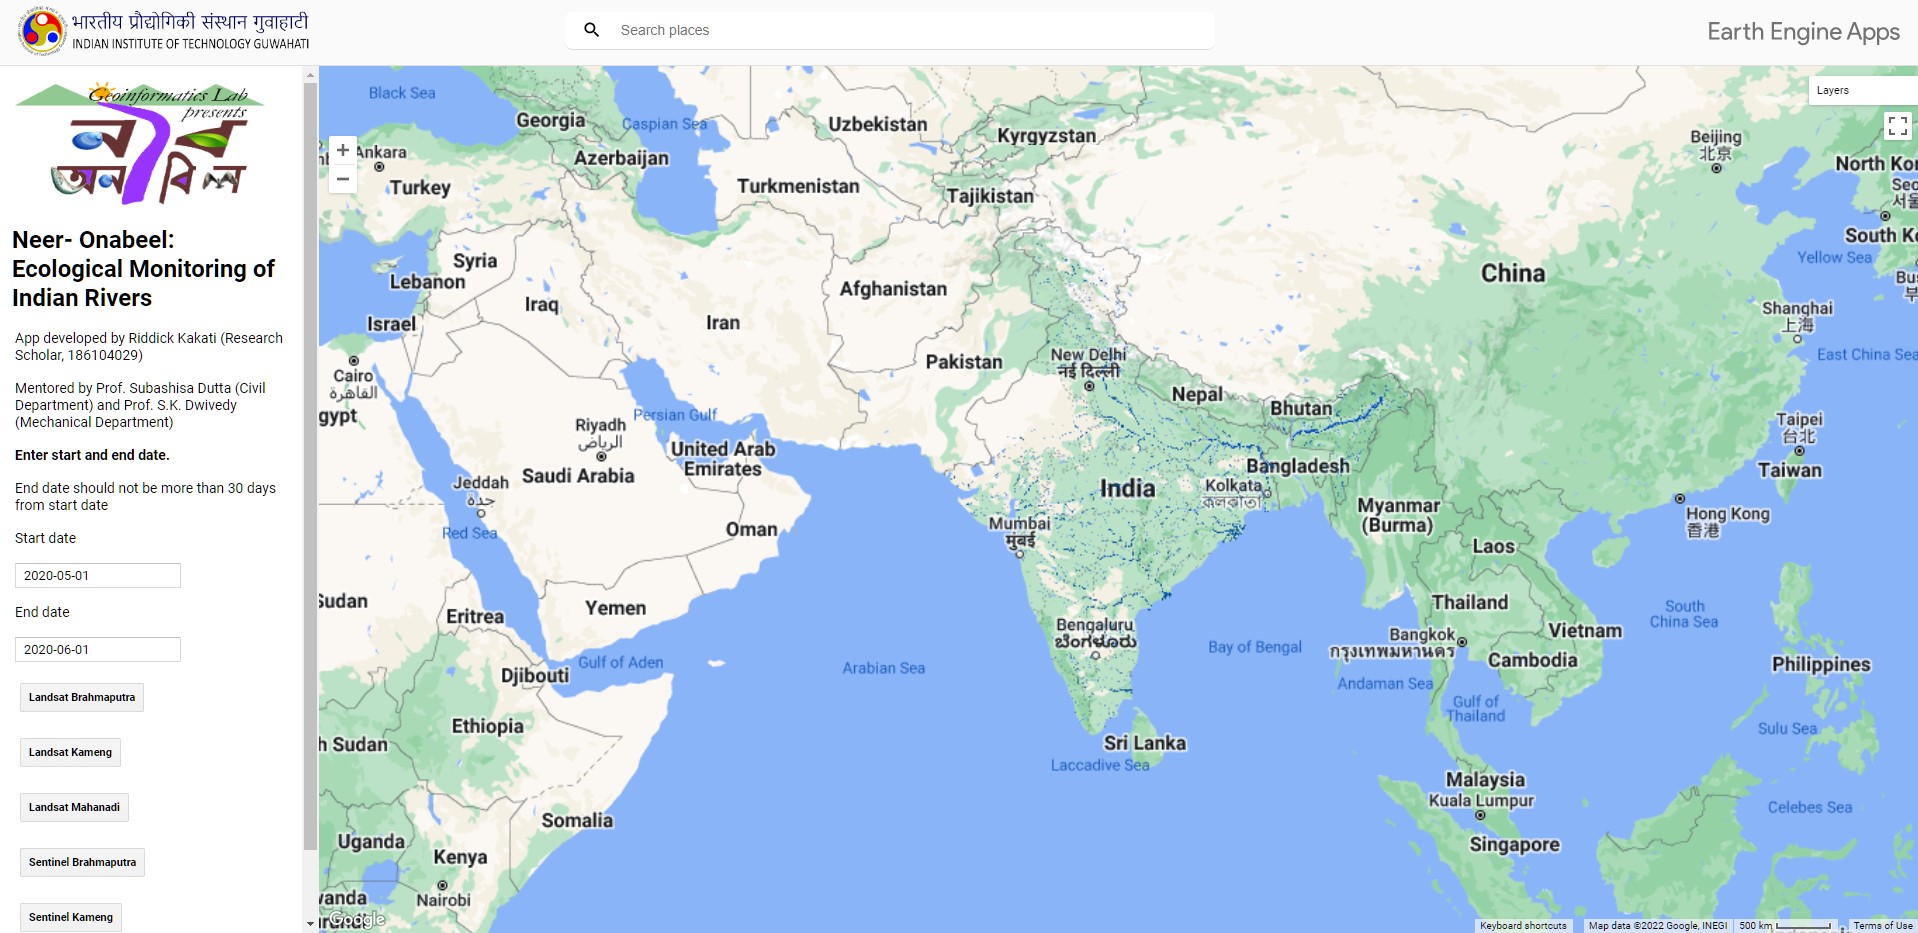 भारतीय प्रौद्योगिकी संस्थान गुवाहाटी
INDIAN INSTITUTE OF TECHNOLOGY GUWAHATI
Search places
Earth Engine Apps
Geoinformatics Lab
presents
Neer- Onabeel:
Ecological Monitoring of
Indian Rivers
App developed by Riddick Kakati (Research
Scholar, 186104029)
Mentored by Prof. Subashisa Dutta (Civil
Department) and Prof. S.K. Dwivedy
(Mechanical Department)
Enter start and end date.
End date should not be more than 30 days
from start date
Start date
2020-05-01
End date
2020-06-01
Landsat Brahmaputra
Landsat Kameng
Landsat Mahanadi
Sentinel Brahmaputra
Sentinel Kameng
Layers
Black Sea
Georgia
Caspian Sea
Uzbekistan
Kyrgyzstan
Beijing
北京
North Kor
Ankara
Azerbaijan
Turkey
Turkmenistan
Tajikistan
Seo
서울
South Ko
Yellow Sea
Syria
Lebanon
Afghanistan
China
Bus
부
Iraq
Israel
Iran
Shanghai
上海
Pakistan
New Delhi
नई दिल्ली
East China Sea
Cairo
القاهرة
gypt
Nepal
Bhutan
Persian Gulf
Riyadh
الرياض
United Arab
Emirates
Taipei
台北
Taiwan
Jeddah
جدة
Saudi Arabia
Bangladesh
India
Kolkata
কলকাতা
Myanmar
(Burma)
Hong Kong
香港
Red Sea
Oman
Mumbai
मुंबई
Laos
Sudan
Eritrea
Yemen
Thailand
South
China Sea
Bengaluru
ಬೆಂಗಳೂರು
Bay of Bengal
Bangkok
กรุงเทพมหานคร
Vietnam
Cambodia
Djibouti
Gulf of Aden
Arabian Sea
Andaman Sea
Gulf of
Thailand
Philippines
Ethiopia
h Sudan
Sri Lanka
Laccadive Sea
Sulu Sea
Malaysia
Kuala Lumpur
Celebes Sea
Somalia
Uganda
Kenya
Singapore
Nairobi
wanda
Google
Keyboard shortcuts
Map data ©2022 Google, INEGI
500 km
Terms of Use